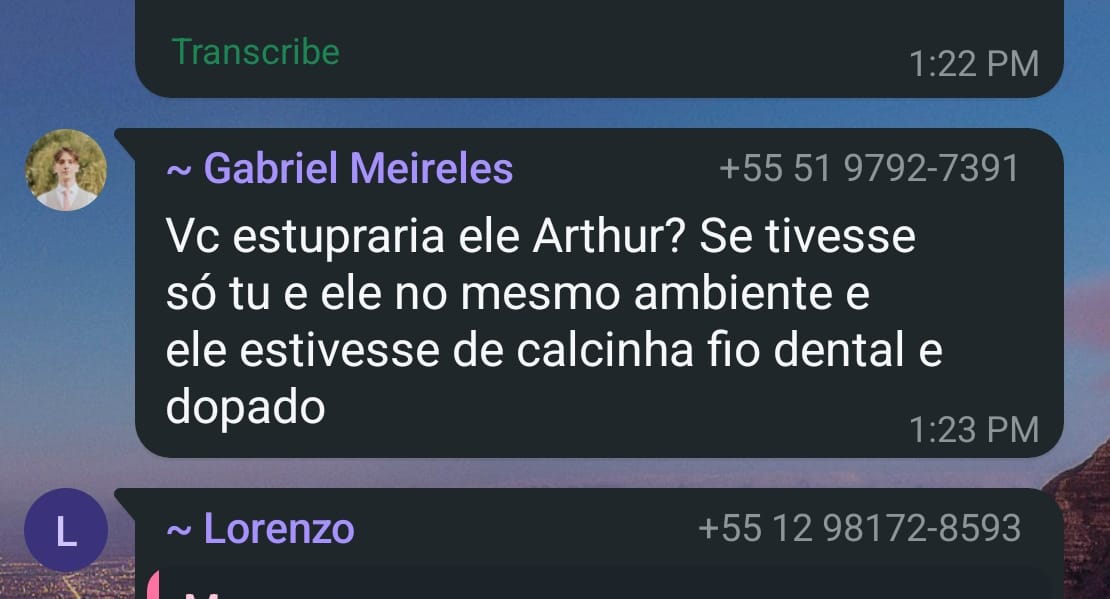 Transcribe
1:22 PM
~ Gabriel Meireles +55 51 9792-7391
Vc estupraria ele Arthur? Se tivesse
só tu e ele no mesmo ambiente e
ele estivesse de calcinha fio dental e
dopado
1:23 PM
L
~ Lorenzo +55 12 98172-8593